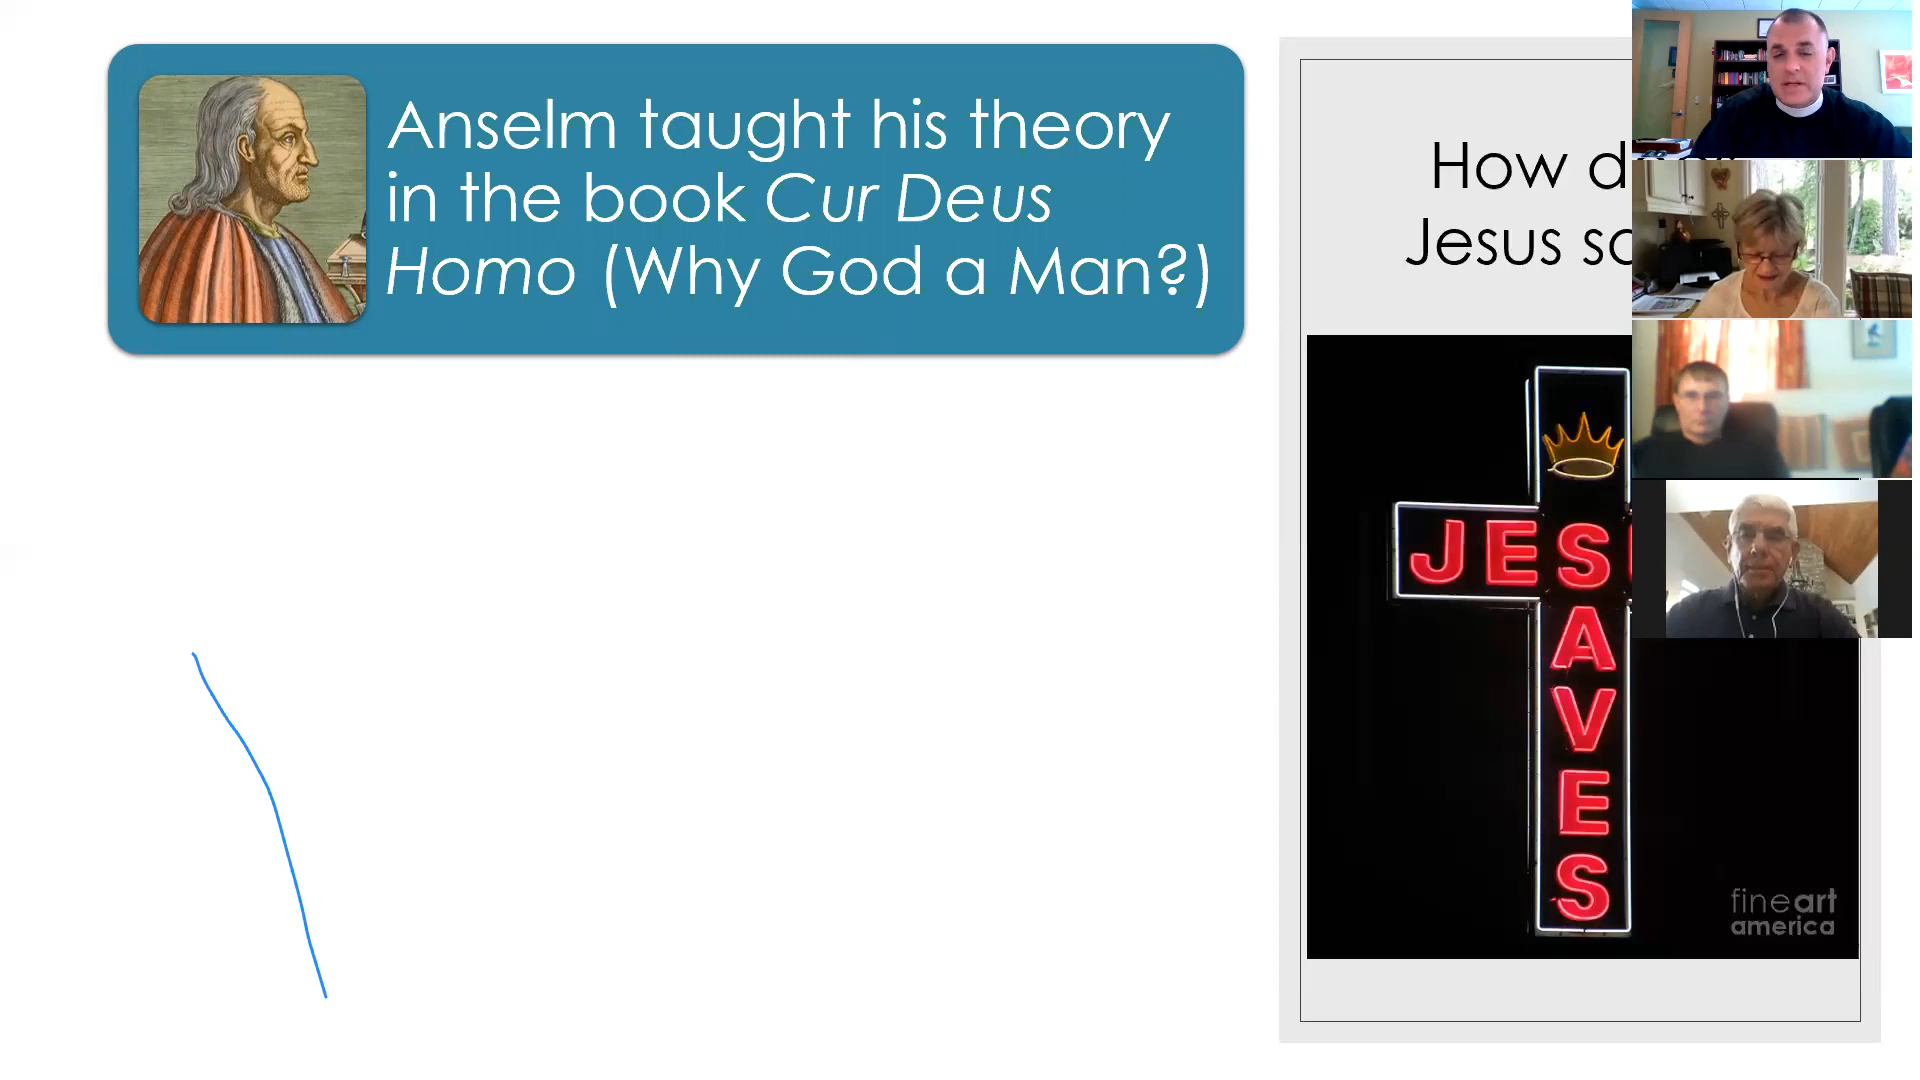 Anselm taught his theory
in the book Cur Deus
Homo (Why God a Man?)
How
Jesus
JES
SAVES
fineart
america